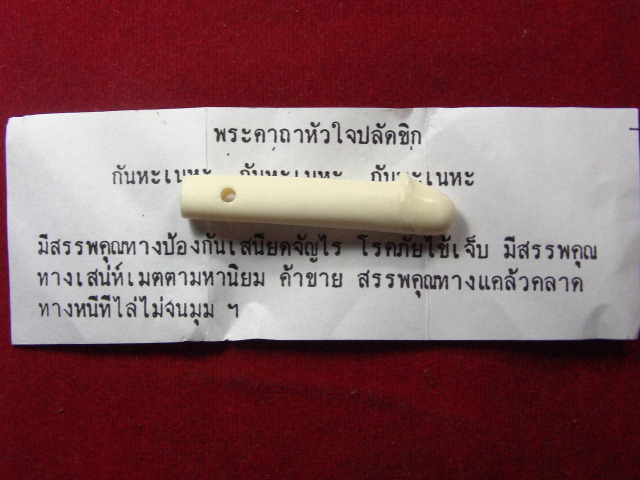 พระคาถาหัวใจปลัดขิก
กันหะเนหะ กันหะเนหะ กันหะเนหะ
มีสรรพคุณทางป้องกันเสนียดจัญไร โรคภัยไข้เจ็บ มีสรรพคุณ
ทางเสน่ห์เมตตามหานิยม ค้าขาย สรรพคุณทางแคล้วคลาด
ทางหนีทีไล่ไม่จนมุม ฯ